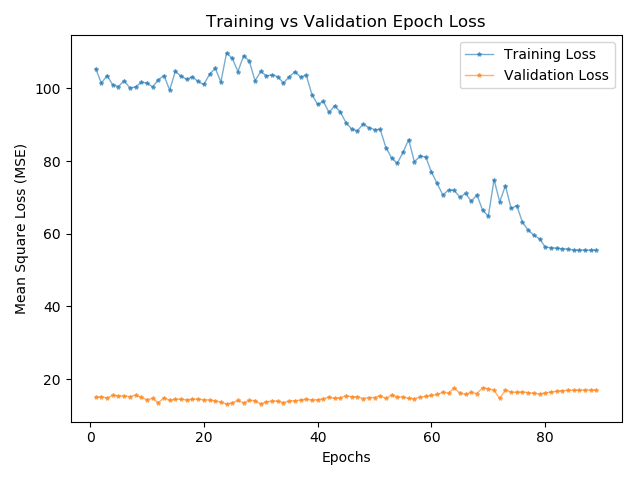 Training vs Validation Epoch Loss
Training Loss
Validation Loss
Mean Square Loss (MSE)
100
80
60
40
20
0 20 40 60 80
Epochs